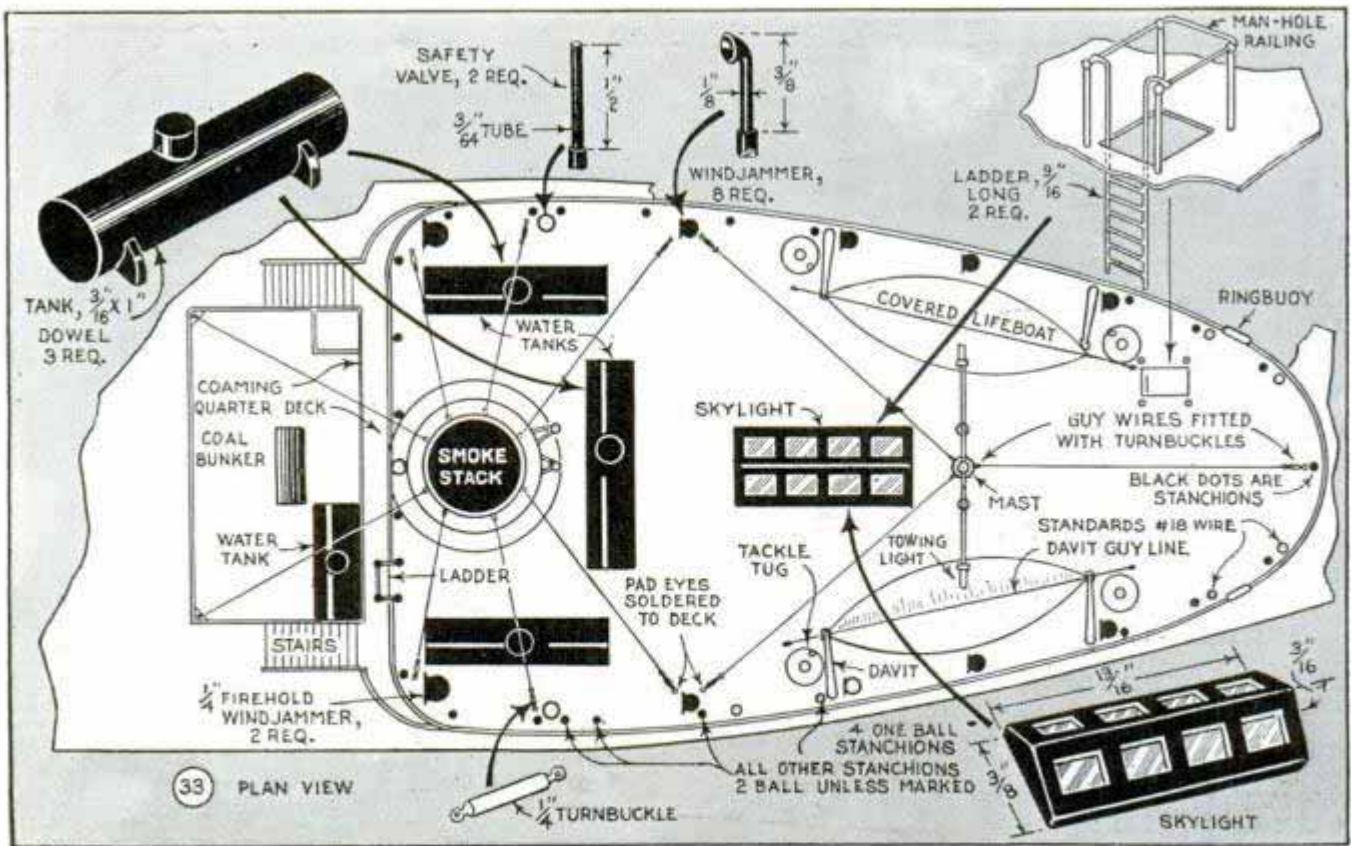 SAFETY
VALVE, 2 REQ.
3/64" TUBE
1/2"
1/8"
3/8"
WINDJAMMER,
8 REQ.
MAN-HOLE
RAILING
LADDER, 9/16"
LONG
2 REQ.
TANK, 3/16" X 1"
DOWEL
3 REQ.
WATER
TANKS
COVERED LIFEBOAT
RINGBUOY
COAMING
QUARTER DECK
COAL
BUNKER
SMOKE
STACK
SKYLIGHT
GUY WIRES FITTED
WITH TURNBUCKLES
BLACK DOTS ARE
STANCHIONS
MAST
WATER
TANK
LADDER
STANDARDS #18 WIRE
DAVIT GUY LINE
TOWING
LIGHT
TACKLE
TUG
PAD EYES
SOLDERED
TO DECK
STAIRS
DAVIT
1/4" FIREHOLD
WINDJAMMER,
2 REQ.
4 ONE BALL
STANCHIONS
ALL OTHER STANCHIONS
2 BALL UNLESS MARKED
13/16"
3/16"
3/8"
33 PLAN VIEW
1/4" TURNBUCKLE
SKYLIGHT